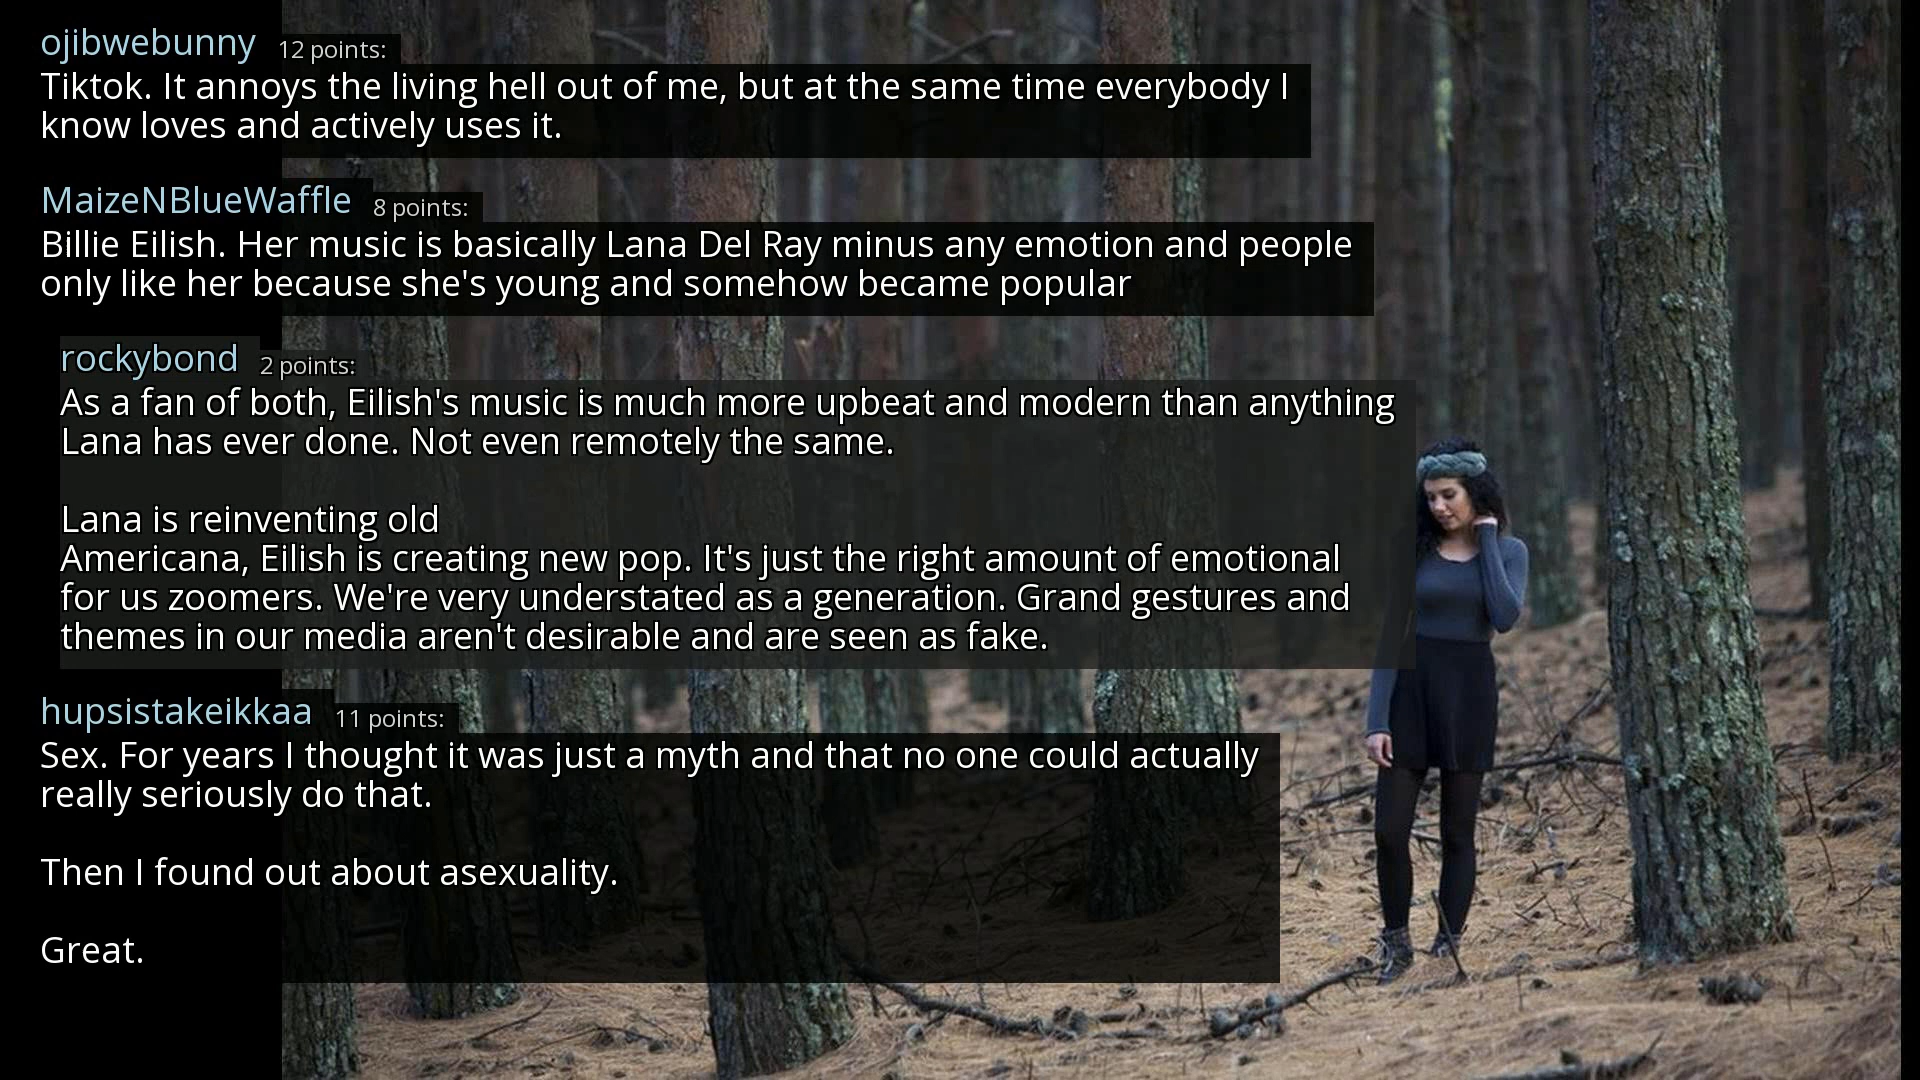 ojibwebunny 12 points:
Tiktok. It annoys the living hell out of me, but at the same time everybody I
know loves and actively uses it.
MaizeNBlueWaffle 8 points:
Billie Eilish. Her music is basically Lana Del Ray minus any emotion and people
only like her because she's young and somehow became popular
rockybond 2 points:
As a fan of both, Eilish's music is much more upbeat and modern than anything
Lana has ever done. Not even remotely the same.
Lana is reinventing old
Americana, Eilish is creating new pop. It's just the right amount of emotional
for us zoomers. We're very understated as a generation. Grand gestures and
themes in our media aren't desirable and are seen as fake.
hupsistakeikkaa 11 points:
Sex. For years I thought it was just a myth and that no one could actually
really seriously do that.
Then I found out about asexuality.
Great.